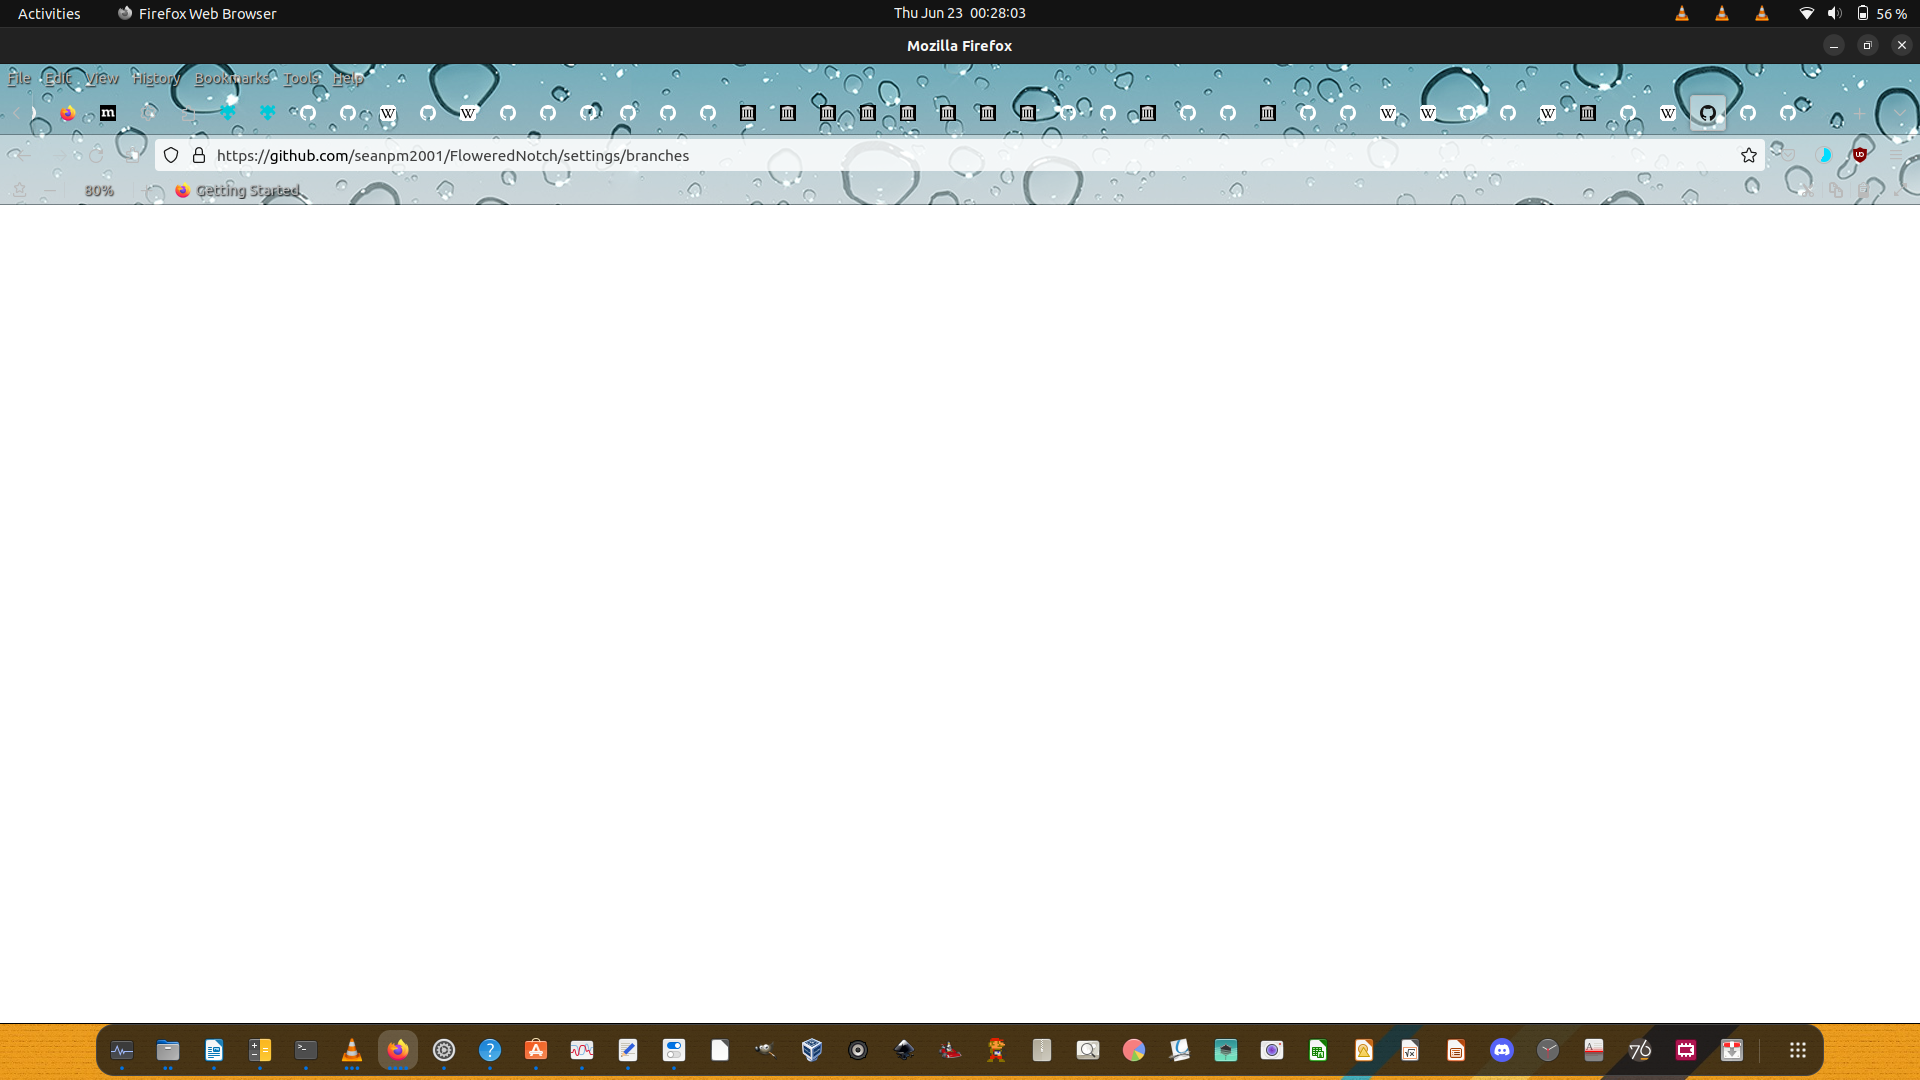 Activities Firefox Web Browser Thu Jun 23 00:28:03 56 %
Mozilla Firefox
File Edit View History Bookmarks Tools Help
https://github.com/seanpm2001/FloweredNotch/settings/branches
80% Getting Started